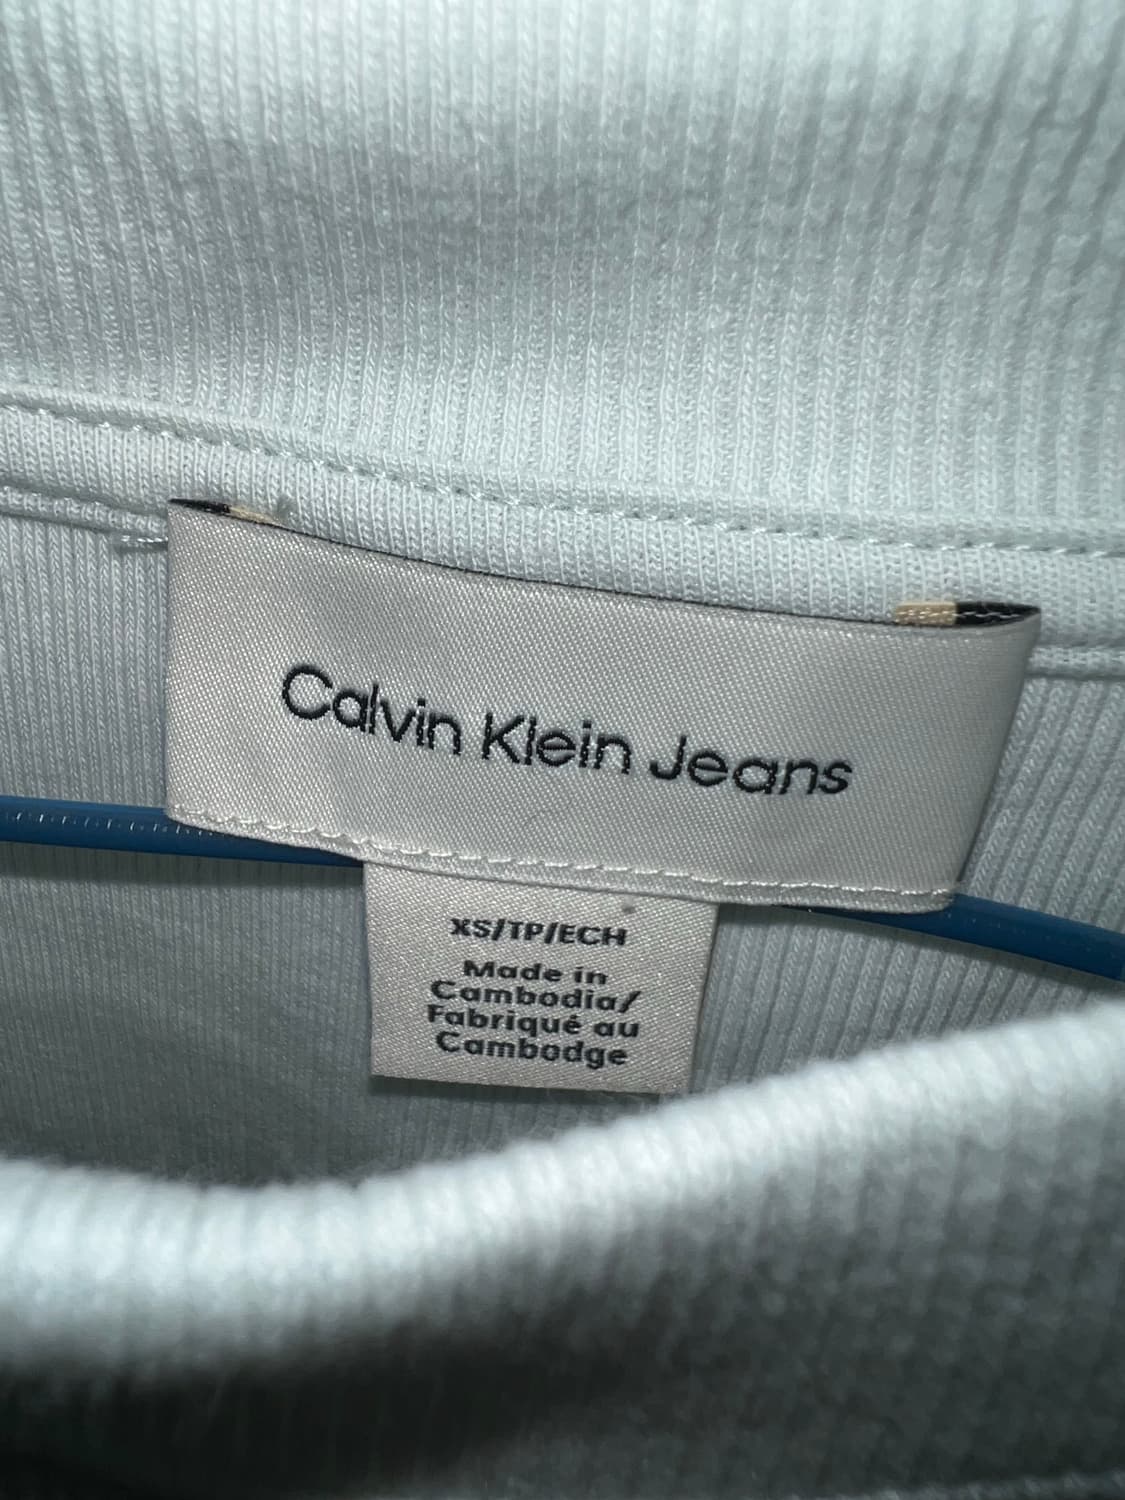 Calvin Klein Jeans
XS/TP/ECH
Made in
Cambodia/
Fabriqué au
Cambodge